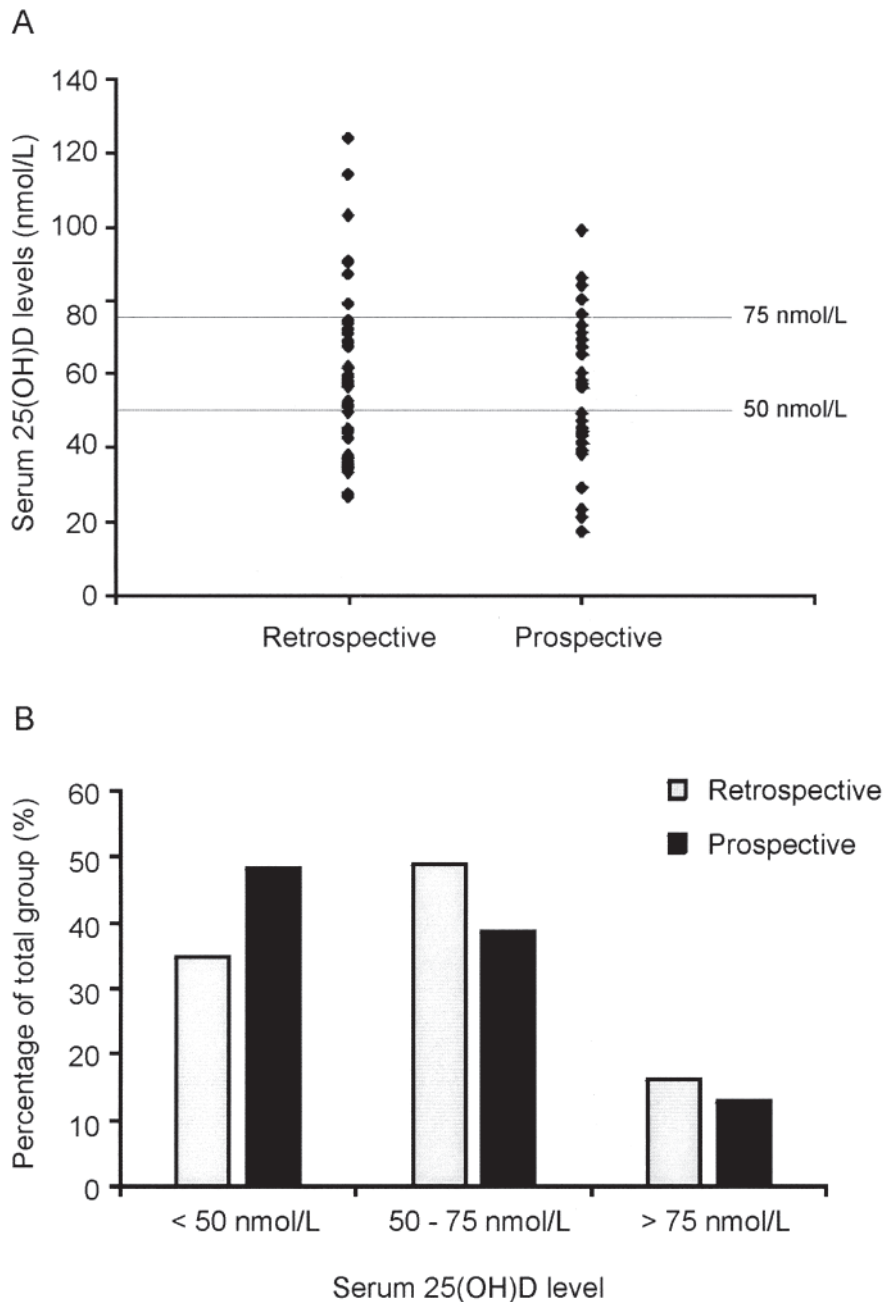 A
Serum 25(OH)D levels (nmol/L)
140
120
100
80
60
40
20
0
75 nmol/L
50 nmol/L
Retrospective
Prospective
B
Percentage of total group (%)
60
50
40
30
20
10
0
Retrospective
Prospective
< 50 nmol/L
50 - 75 nmol/L
> 75 nmol/L
Serum 25(OH)D level